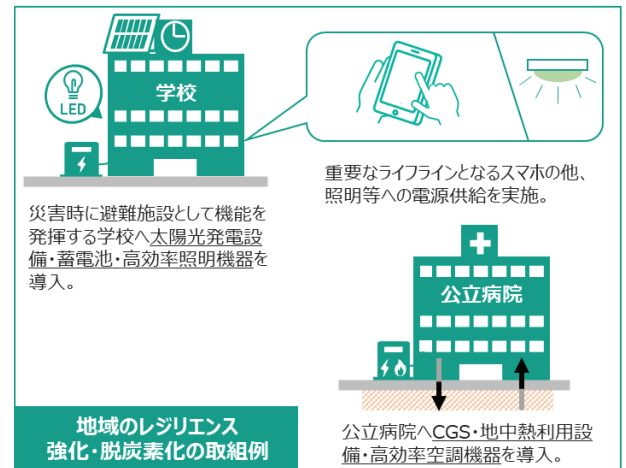 学校
LED
災害時に避難施設として機能を
発揮する学校へ太陽光発電設
備・蓄電池・高効率照明機器を
導入。
重要なライフラインとなるスマホの他、
照明等への電源供給を実施。
公立病院
公立病院へCGS・地中熱利用設
備・高効率空調機器を導入。
地域のレジリエンス
強化・脱炭素化の取組例